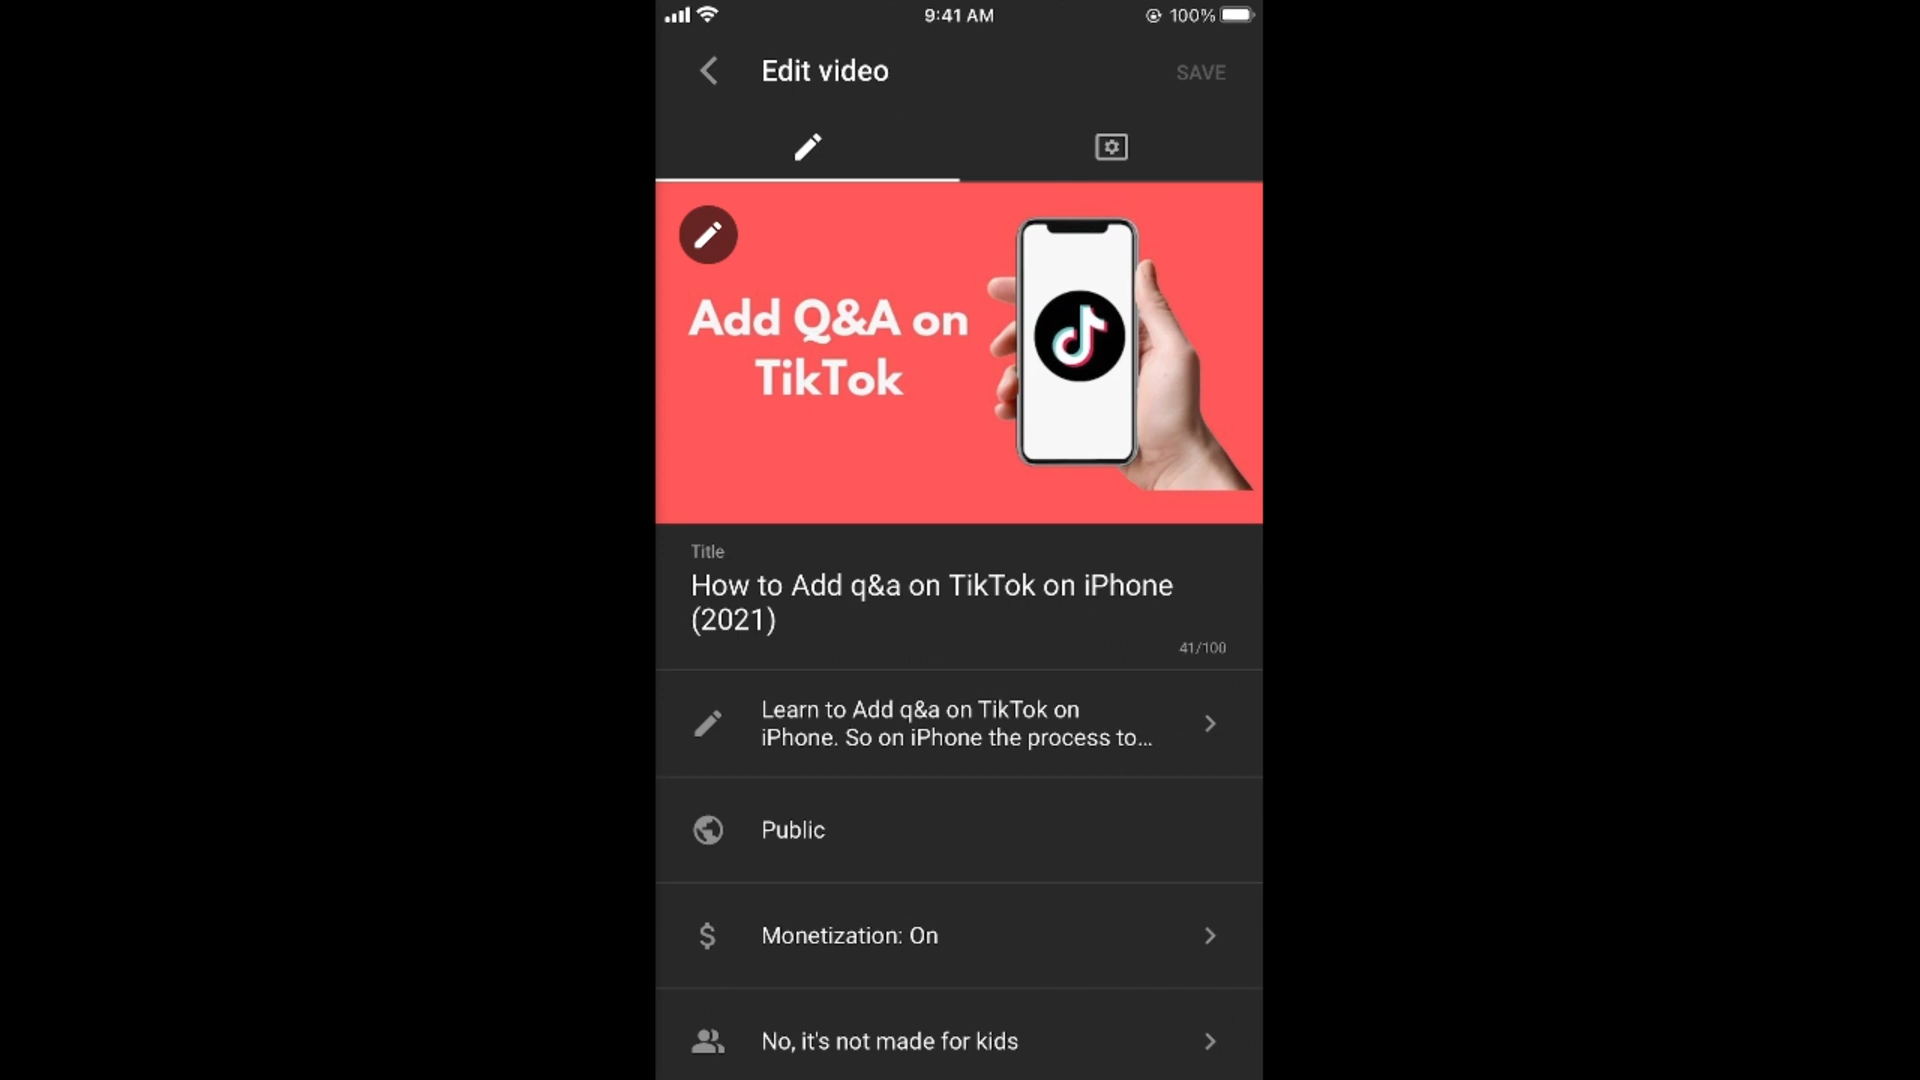 9:41 AM
100%
Edit video
SAVE
Add Q&A on
TikTok
Title
How to Add q&a on TikTok on iPhone
(2021)
41/100
Learn to Add q&a on TikTok on
iPhone. So on iPhone the process to...
Public
$
Monetization: On
No, it's not made for kids